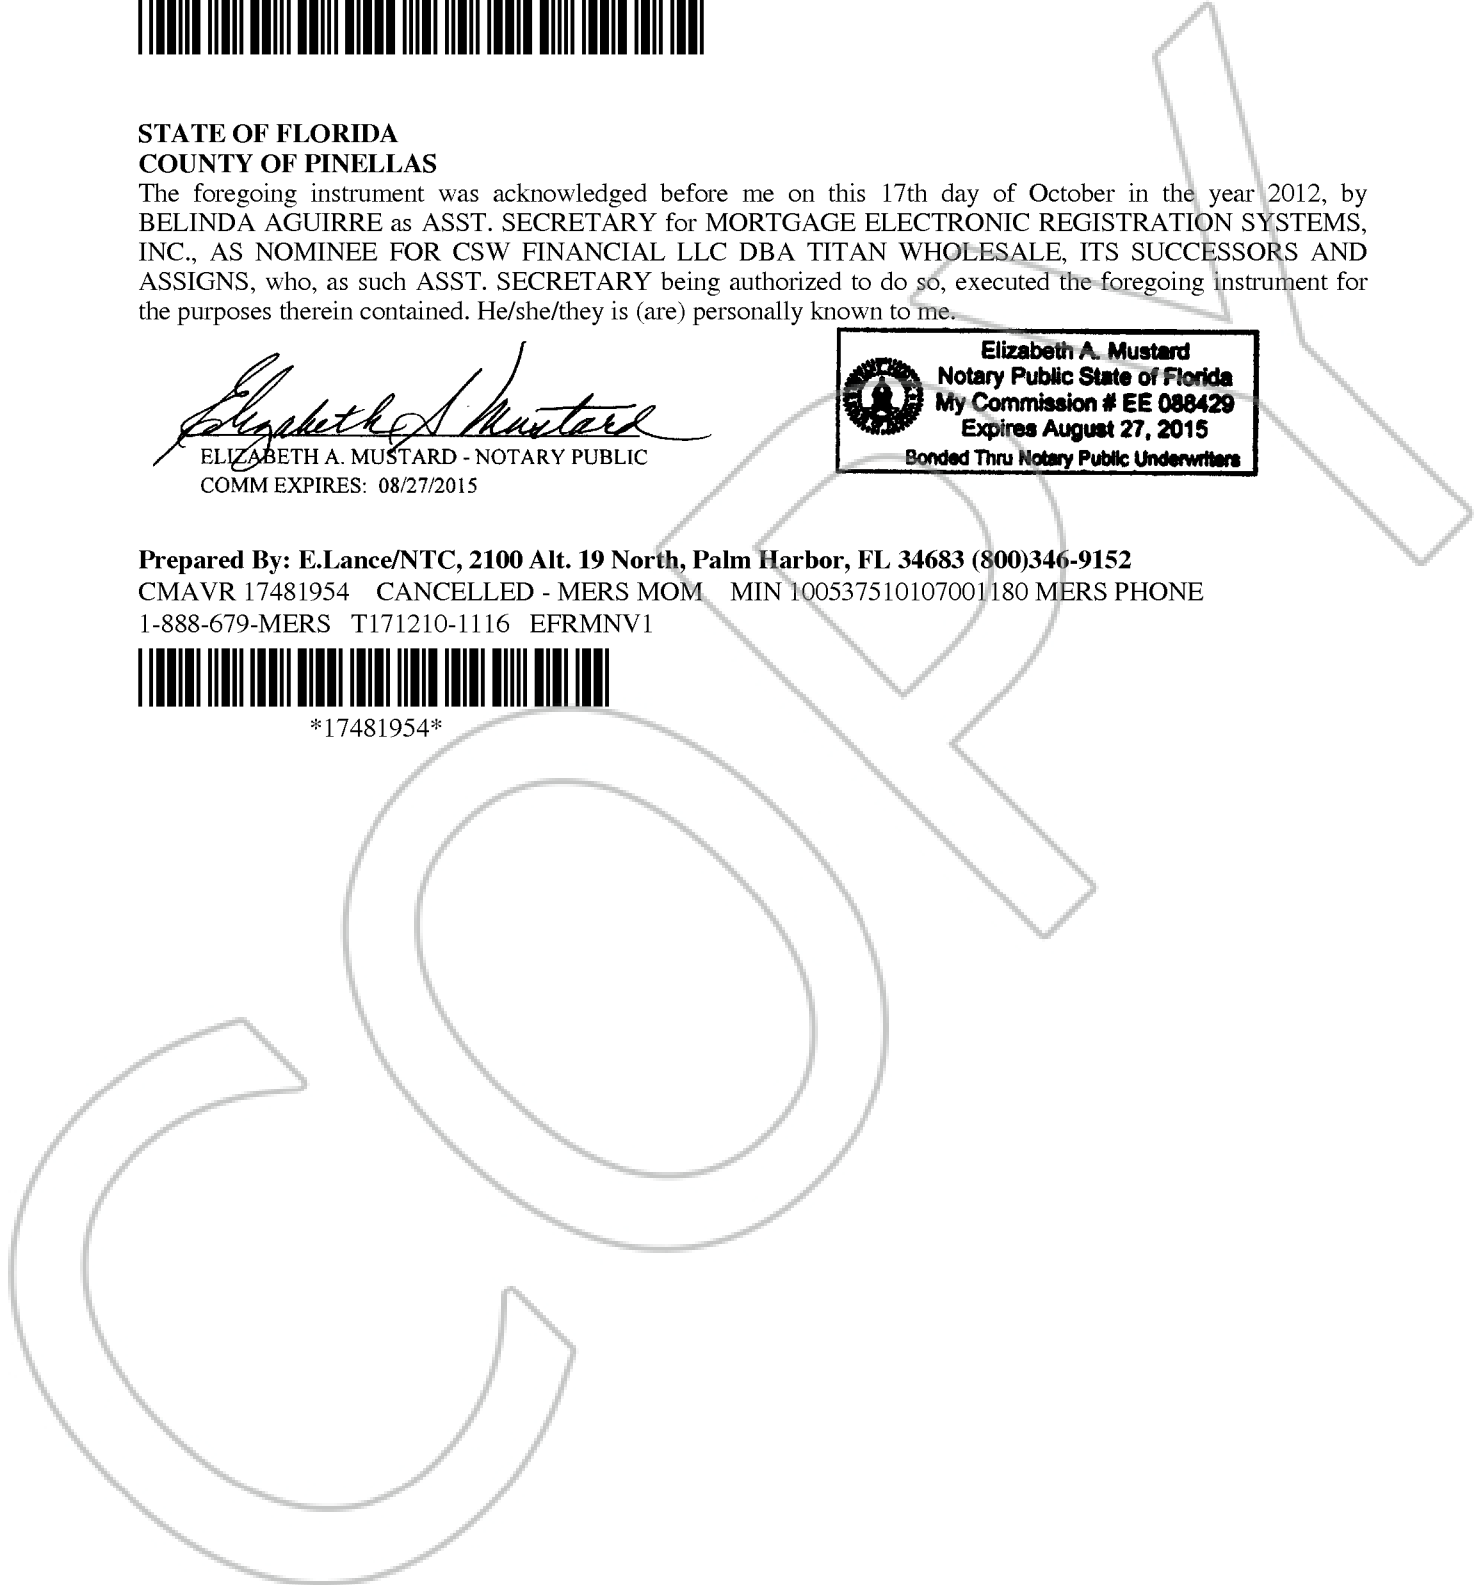 STATE OF FLORIDA
COUNTY OF PINELLAS
The foregoing instrument was acknowledged before me on this 17th day of October in the year 2012, by
BELINDA AGUIRRE as ASST. SECRETARY for MORTGAGE ELECTRONIC REGISTRATION SYSTEMS,
INC., AS NOMINEE FOR CSW FINANCIAL LLC DBA TITAN WHOLESALE, ITS SUCCESSORS AND
ASSIGNS, who, as such ASST. SECRETARY being authorized to do so, executed the foregoing instrument for
the purposes therein contained. He/she/they is (are) personally known to me.
Elizabeth A. Mustard
Notary Public State of Florida
My Commission # EE 088429
Expires August 27, 2015
Bonded Thru Notary Public Underwriters
Elizabeth A Mustard
ELIZABETH A. MUSTARD - NOTARY PUBLIC
COMM EXPIRES: 08/27/2015
Prepared By: E.Lance/NTC, 2100 Alt. 19 North, Palm Harbor, FL 34683 (800)346-9152
CMAVR 17481954 CANCELLED - MERS MOM MIN 100537510107001180 MERS PHONE
1-888-679-MERS T171210-1116 EFRMNV1
*17481954*
COPY